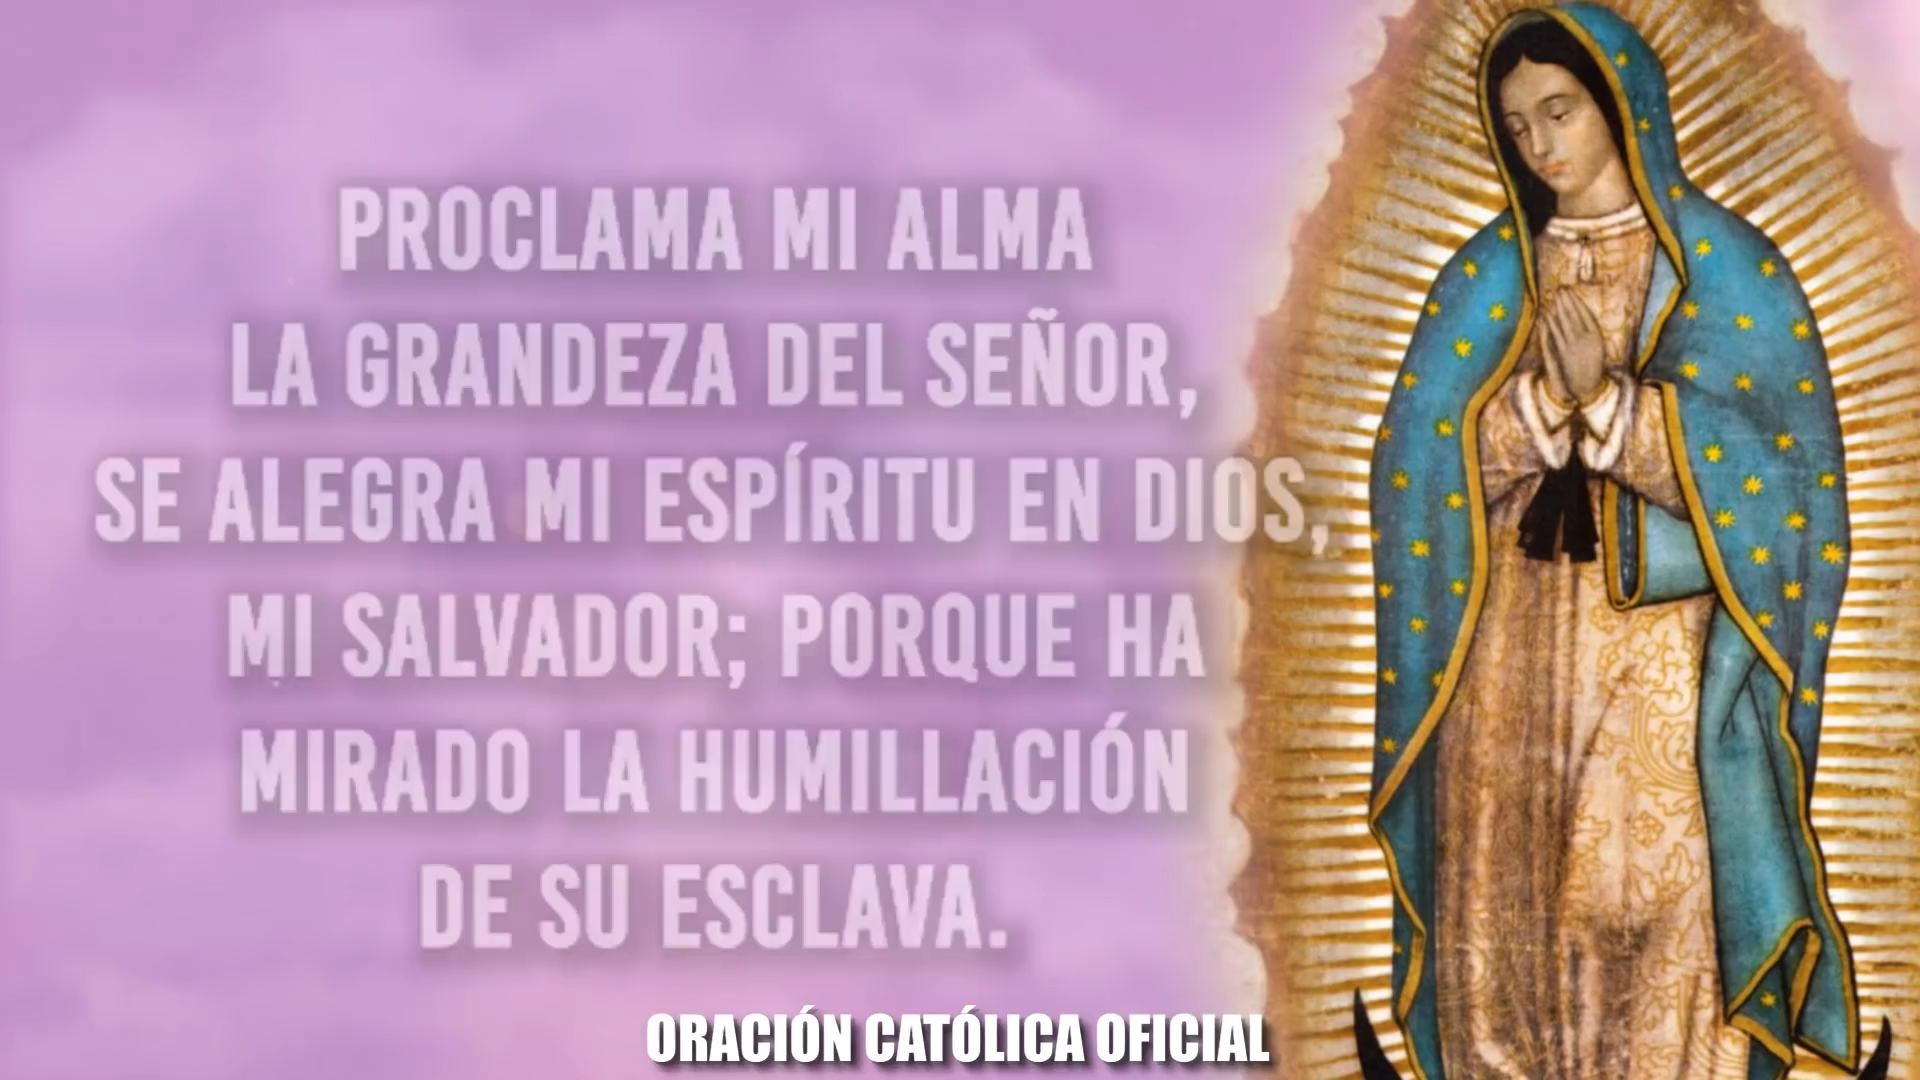 PROCLAMA MI ALMA
LA GRANDEZA DEL SEÑOR,
SE ALEGRA MI ESPÍRITU EN DIOS,
MI SALVADOR; PORQUE HA
MIRADO LA HUMILLACIÓN
DE SU ESCLAVA.
ORACIÓN CATÓLICA OFICIAL